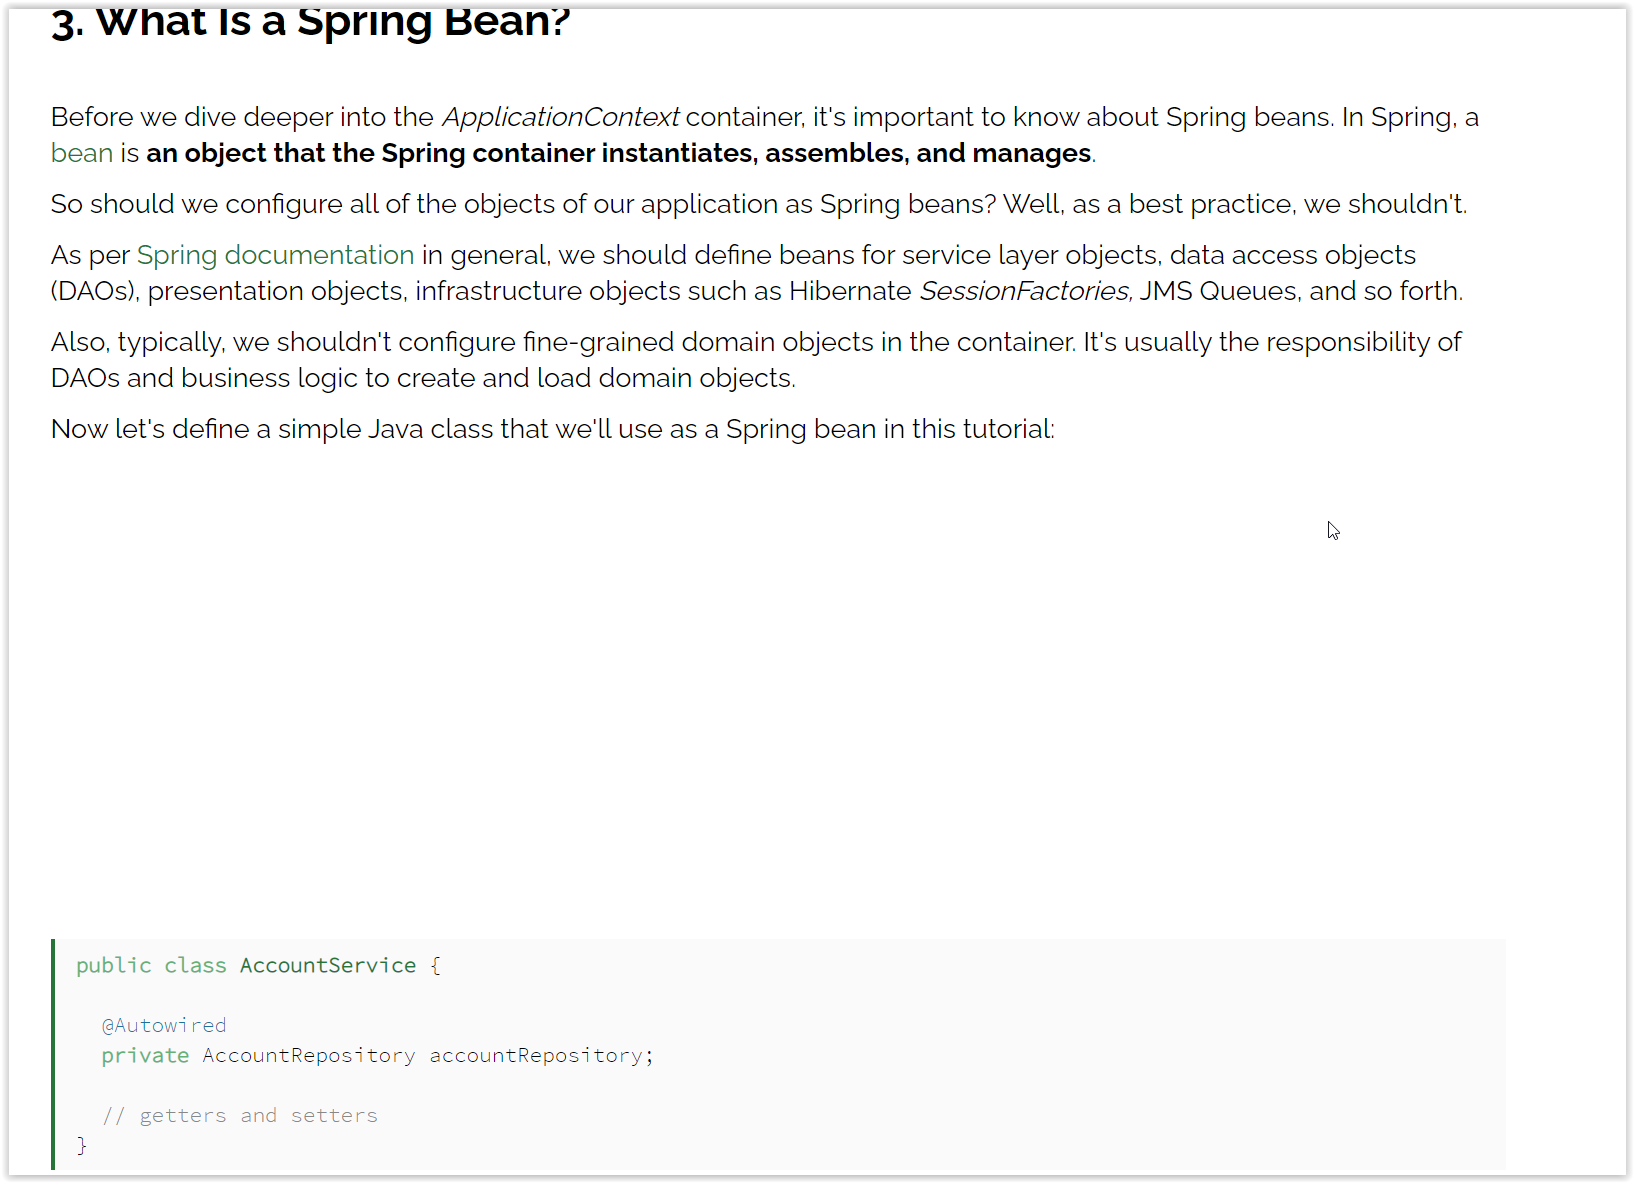 3. What Is a Spring Bean?
Before we dive deeper into the ApplicationContext container, it's important to know about Spring beans. In Spring, a
bean is an object that the Spring container instantiates, assembles, and manages.
So should we configure all of the objects of our application as Spring beans? Well, as a best practice, we shouldn't.
As per Spring documentation in general, we should define beans for service layer objects, data access objects
(DAOs), presentation objects, infrastructure objects such as Hibernate SessionFactories, JMS Queues, and so forth.
Also, typically, we shouldn't configure fine-grained domain objects in the container. It's usually the responsibility of
DAOs and business logic to create and load domain objects.
Now let's define a simple Java class that we'll use as a Spring bean in this tutorial:
public class AccountService {
@Autowired
private AccountRepository accountRepository;
// getters and setters
}